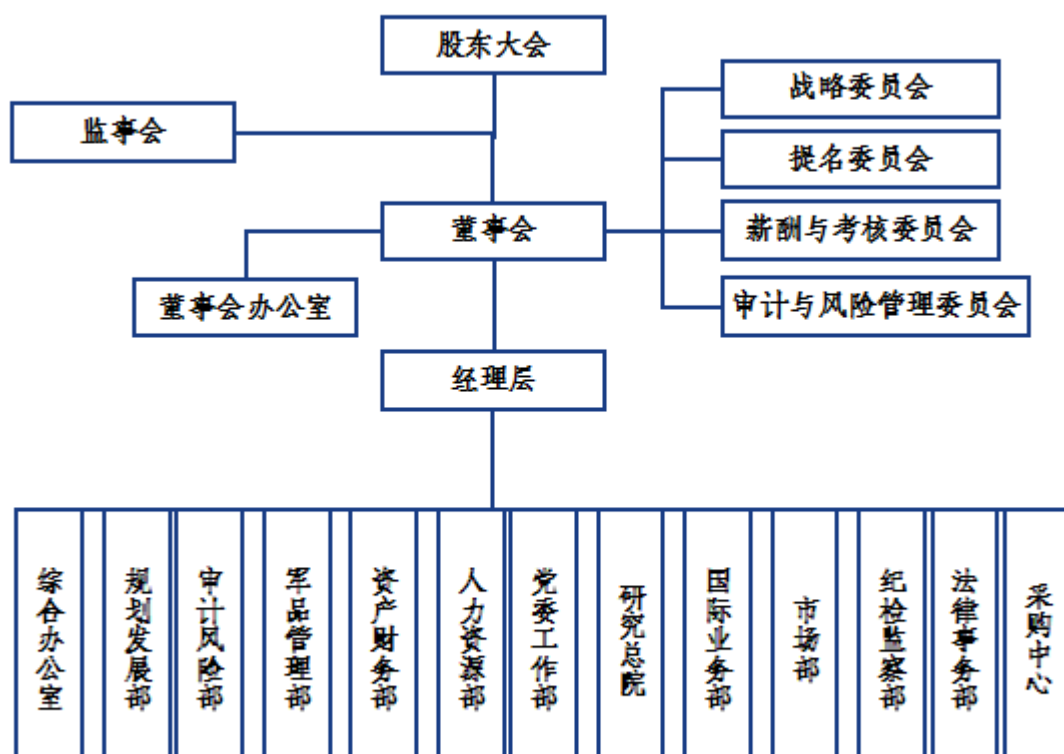 股东大会
监事会
战略委员会
提名委员会
董事会
薪酬与考核委员会
董事会办公室
审计与风险管理委员会
经理层
综合办公室
规划发展部
审计风险部
军品管理部
资产财务部
人力资源部
党委工作部
研究总院
国际业务部
市场部
纪检监察部
法律事务部
采购中心